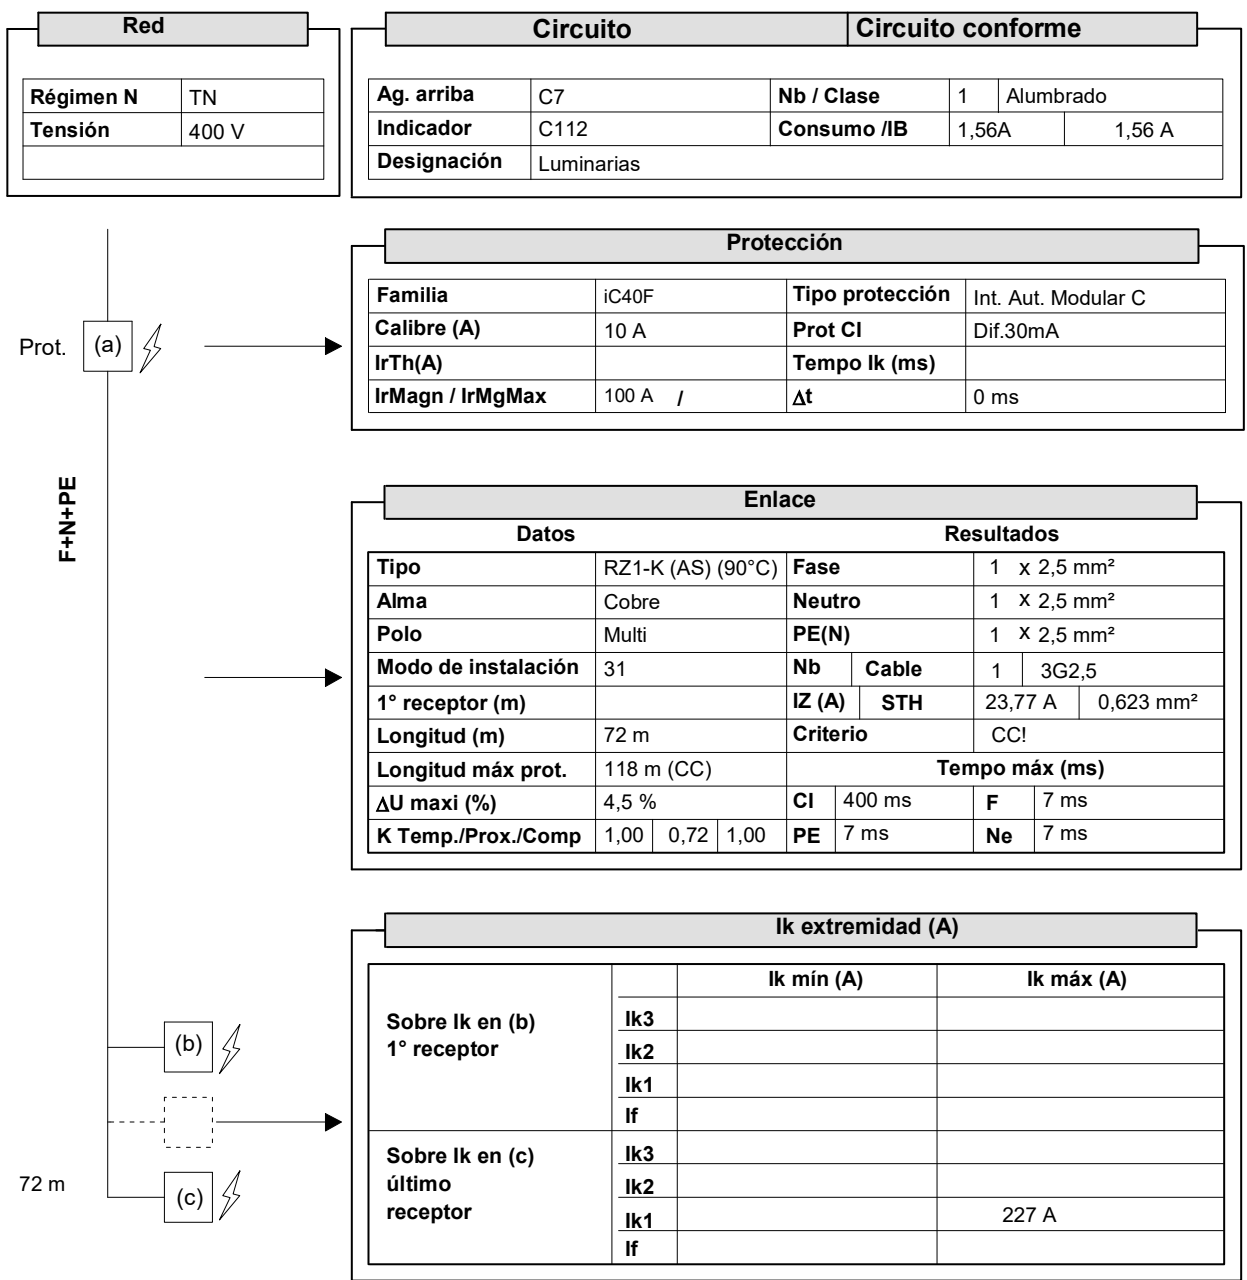 Red
Régimen N TN
Tensión 400 V
Circuito Circuito conforme
Ag. arriba C7 Nb / Clase 1 Alumbrado
Indicador C112 Consumo /IB 1,56A 1,56 A
Designación Luminarias
Protección
Familia iC40F Tipo protección Int. Aut. Modular C
Calibre (A) 10 A Prot CI Dif.30mA
IrTh(A) Tempo Ik (ms)
IrMagn / IrMgMax 100 A / Δt 0 ms
Prot. (a)
F+N+PE
Enlace
Datos Resultados
Tipo RZ1-K (AS) (90°C) Fase 1 x 2,5 mm²
Alma Cobre Neutro 1 x 2,5 mm²
Polo Multi PE(N) 1 x 2,5 mm²
Modo de instalación 31 Nb Cable 1 3G2,5
1° receptor (m) IZ (A) STH 23,77 A 0,623 mm²
Longitud (m) 72 m Criterio CC!
Longitud máx prot. 118 m (CC) Tempo máx (ms)
ΔU maxi (%) 4,5 % CI 400 ms F 7 ms
K Temp./Prox./Comp 1,00 0,72 1,00 PE 7 ms Ne 7 ms
Ik extremidad (A)
Ik mín (A) Ik máx (A)
(b)
Sobre Ik en (b)
1° receptor
Ik3
Ik2
Ik1
If
72 m (c)
Sobre Ik en (c)
último
receptor
Ik3
Ik2
Ik1 227 A
If